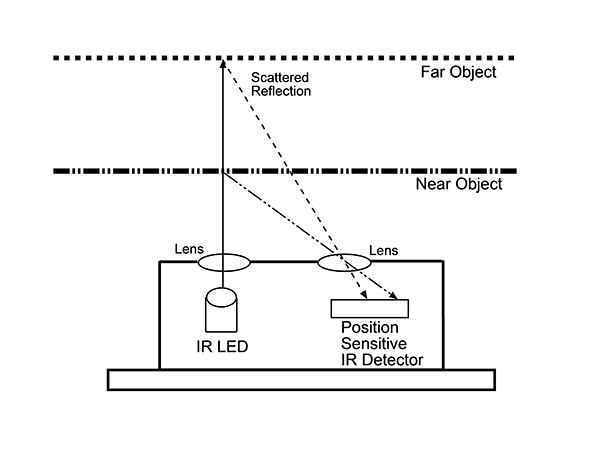 Scattered
Reflection
Far Object
Near Object
Lens
Lens
IR LED
Position
Sensitive
IR Detector